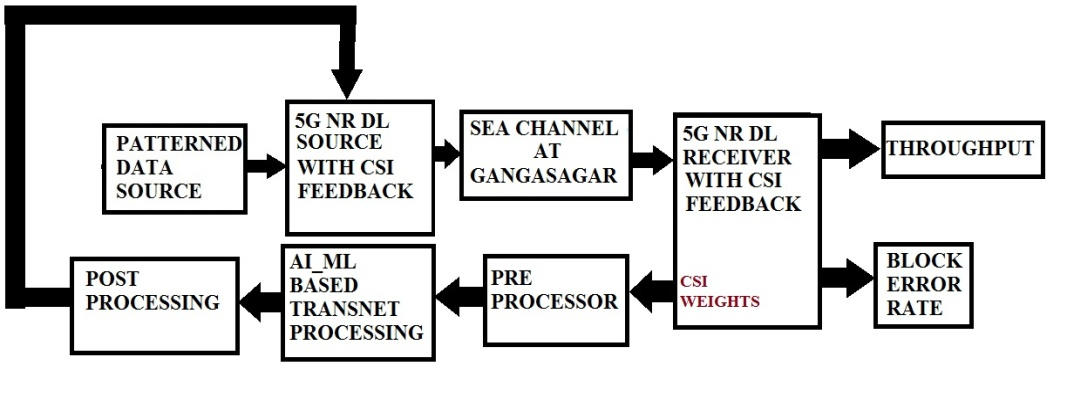 PATTERNED
DATA
SOURCE
5G NR DL
SOURCE
WITH CSI
FEEDBACK
SEA CHANNEL
AT
GANGASAGAR
5G NR DL
RECEIVER
WITH CSI
FEEDBACK
CSI
WEIGHTS
THROUGHPUT
BLOCK
ERROR
RATE
PRE
PROCESSOR
AI_ML
BASED
TRANSNET
PROCESSING
POST
PROCESSING